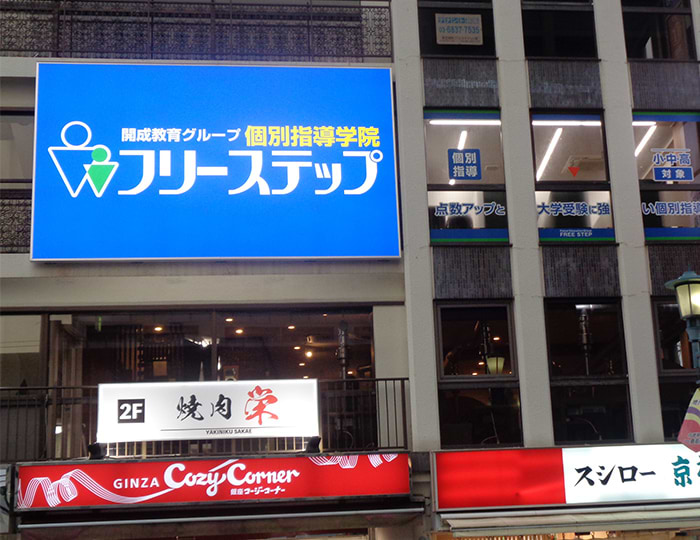 開成教育グループ 個別指導学院
フリーステップ
個別
指導
小中高
対象
点数アップと 大学受験に強い個別指導
FREE STEP
2F 焼肉 栄
YAKINIKU SAKAE
GINZA Cozy Corner
銀座コージーコーナー
スシロー 京